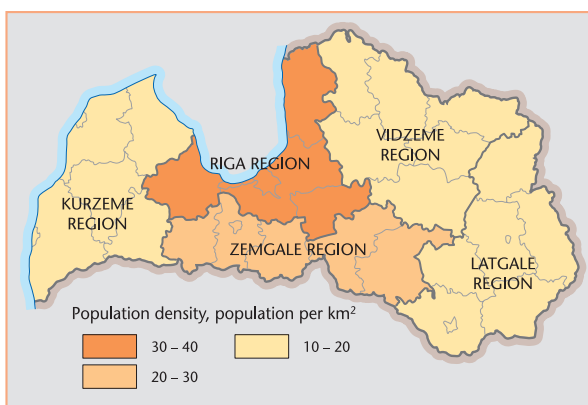 RIGA REGION
VIDZEME
REGION
KURZEME
REGION
ZEMGALE REGION
LATGALE
REGION
Population density, population per km²
30 – 40
10 – 20
20 – 30